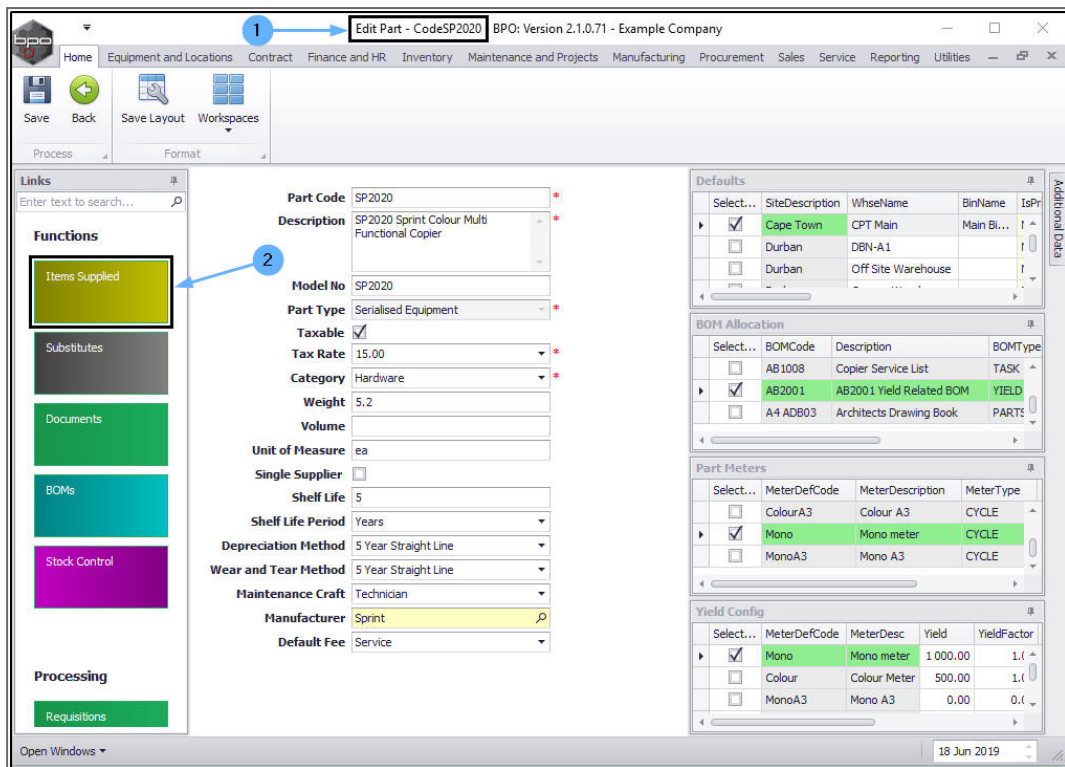 1
Edit Part - CodeSP2020 BPO: Version 2.1.0.71 - Example Company
bpo
Home Equipment and Locations Contract Finance and HR Inventory Maintenance and Projects Manufacturing Procurement Sales Service Reporting Utilities
Save Back Save Layout Workspaces
Process Format
Links
Enter text to search...
Functions
Items Supplied
2
Substitutes
Documents
BOMs
Stock Control
Processing
Requisitions
Part Code SP2020 *
Description SP2020 Sprint Colour Multi *
Functional Copier
Model No SP2020
Part Type Serialised Equipment *
Taxable
Tax Rate 15.00 *
Category Hardware *
Weight 5.2
Volume
Unit of Measure ea
Single Supplier
Shelf Life 5
Shelf Life Period Years
Depreciation Method 5 Year Straight Line
Wear and Tear Method 5 Year Straight Line
Maintenance Craft Technician
Manufacturer Sprint
Default Fee Service
Defaults
Select... SiteDescription WhseName BinName IsPr
Cape Town CPT Main Main Bi...
Durban DBN-A1
Durban Off Site Warehouse
BOM Allocation
Select... BOMCode Description BOMType
AB1008 Copier Service List TASK
AB2001 AB2001 Yield Related BOM YIELD
A4 ADB03 Architects Drawing Book PARTS
Part Meters
Select... MeterDefCode MeterDescription MeterType
ColourA3 Colour A3 CYCLE
Mono Mono meter CYCLE
MonoA3 Mono A3 CYCLE
Yield Config
Select... MeterDefCode MeterDesc Yield YieldFactor
Mono Mono meter 1 000.00 1.(
Colour Colour Meter 500.00 1.(
MonoA3 Mono A3 0.00 0.(
Additional Data
Open Windows 18 Jun 2019